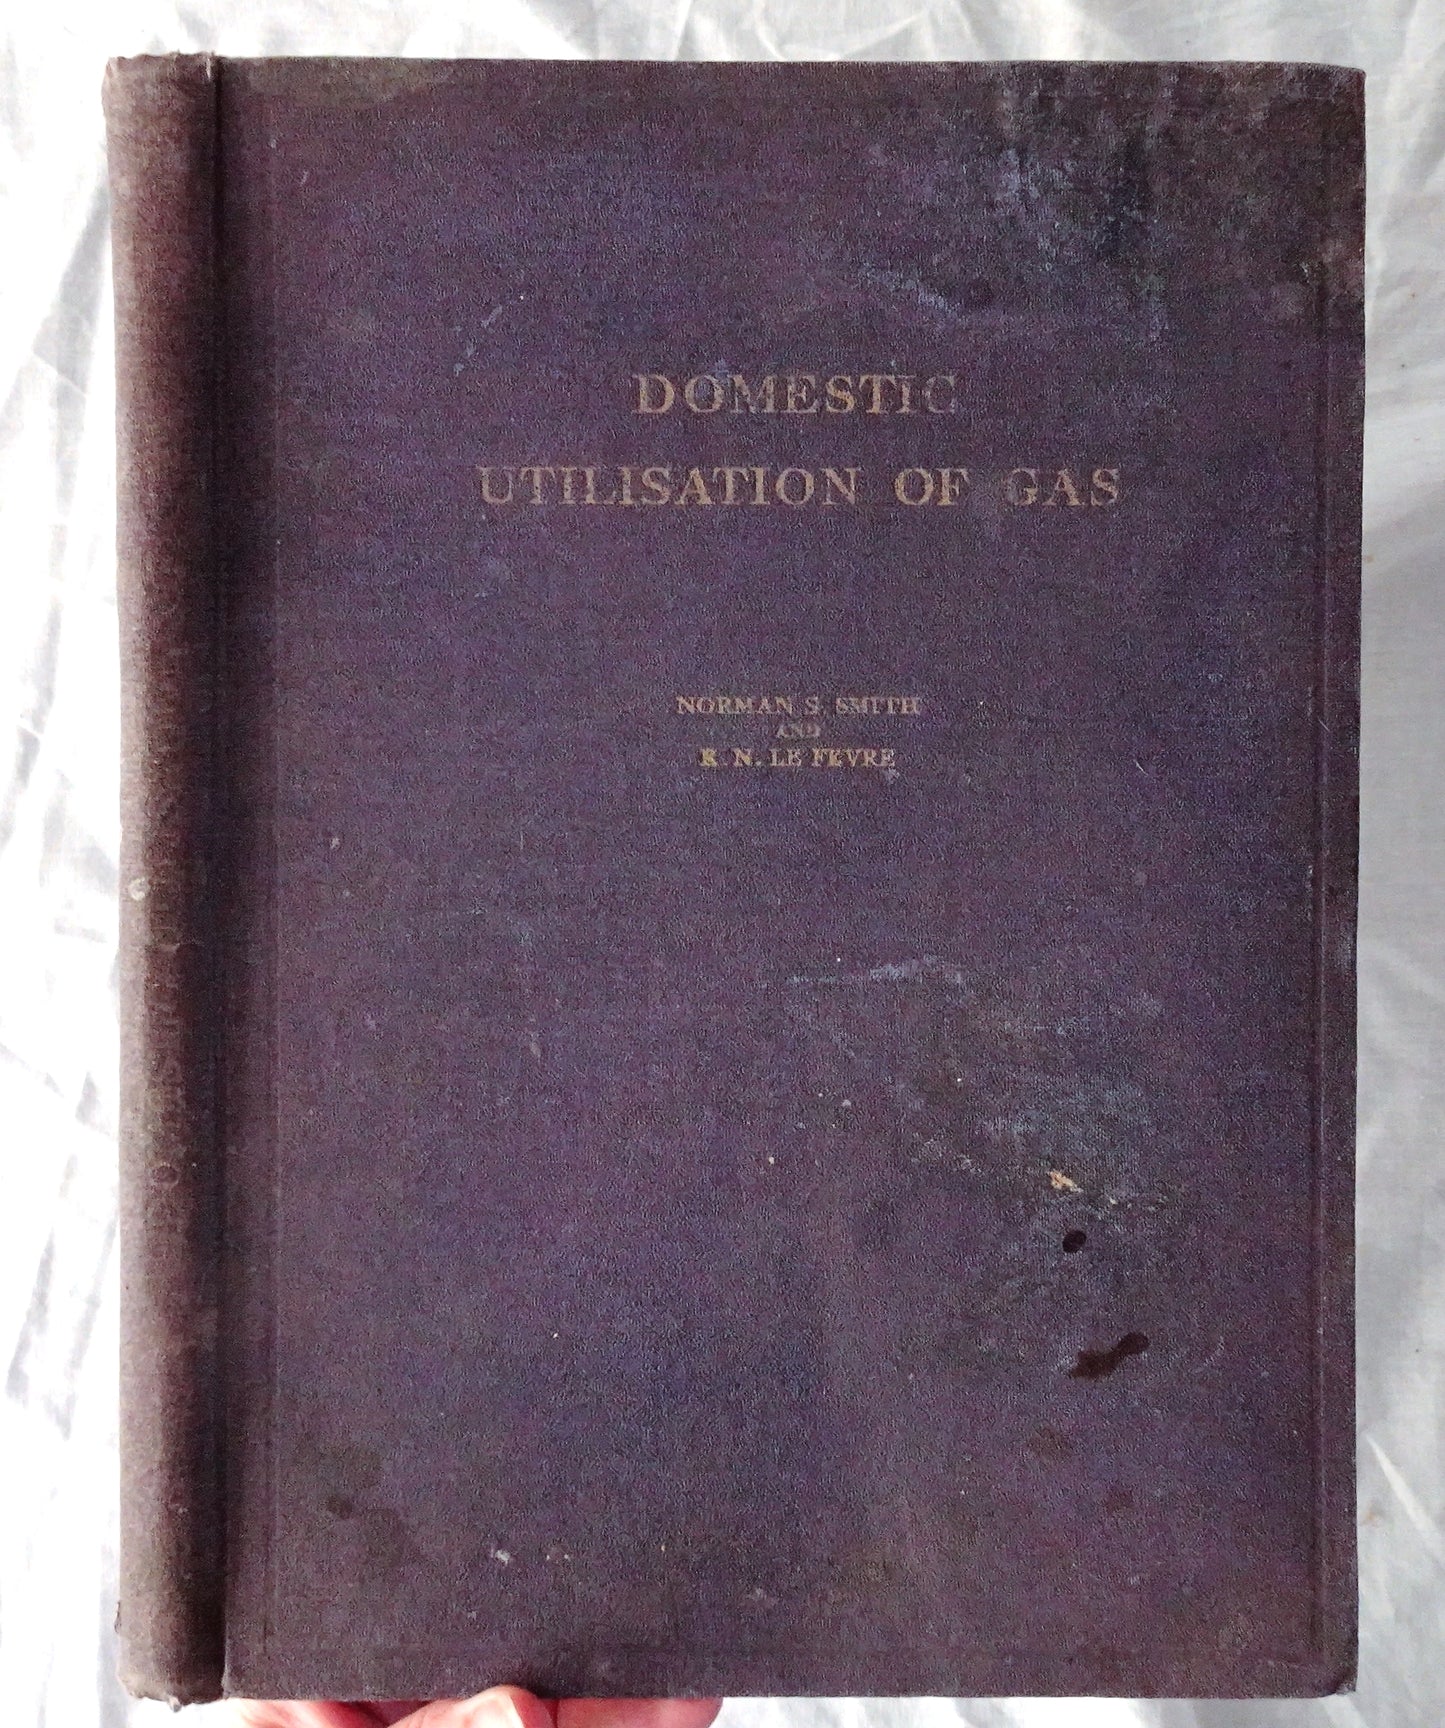 DOMESTIC
UTILISATION OF GAS
NORMAN S. SMITH
AND
R. N. LE FEVRE